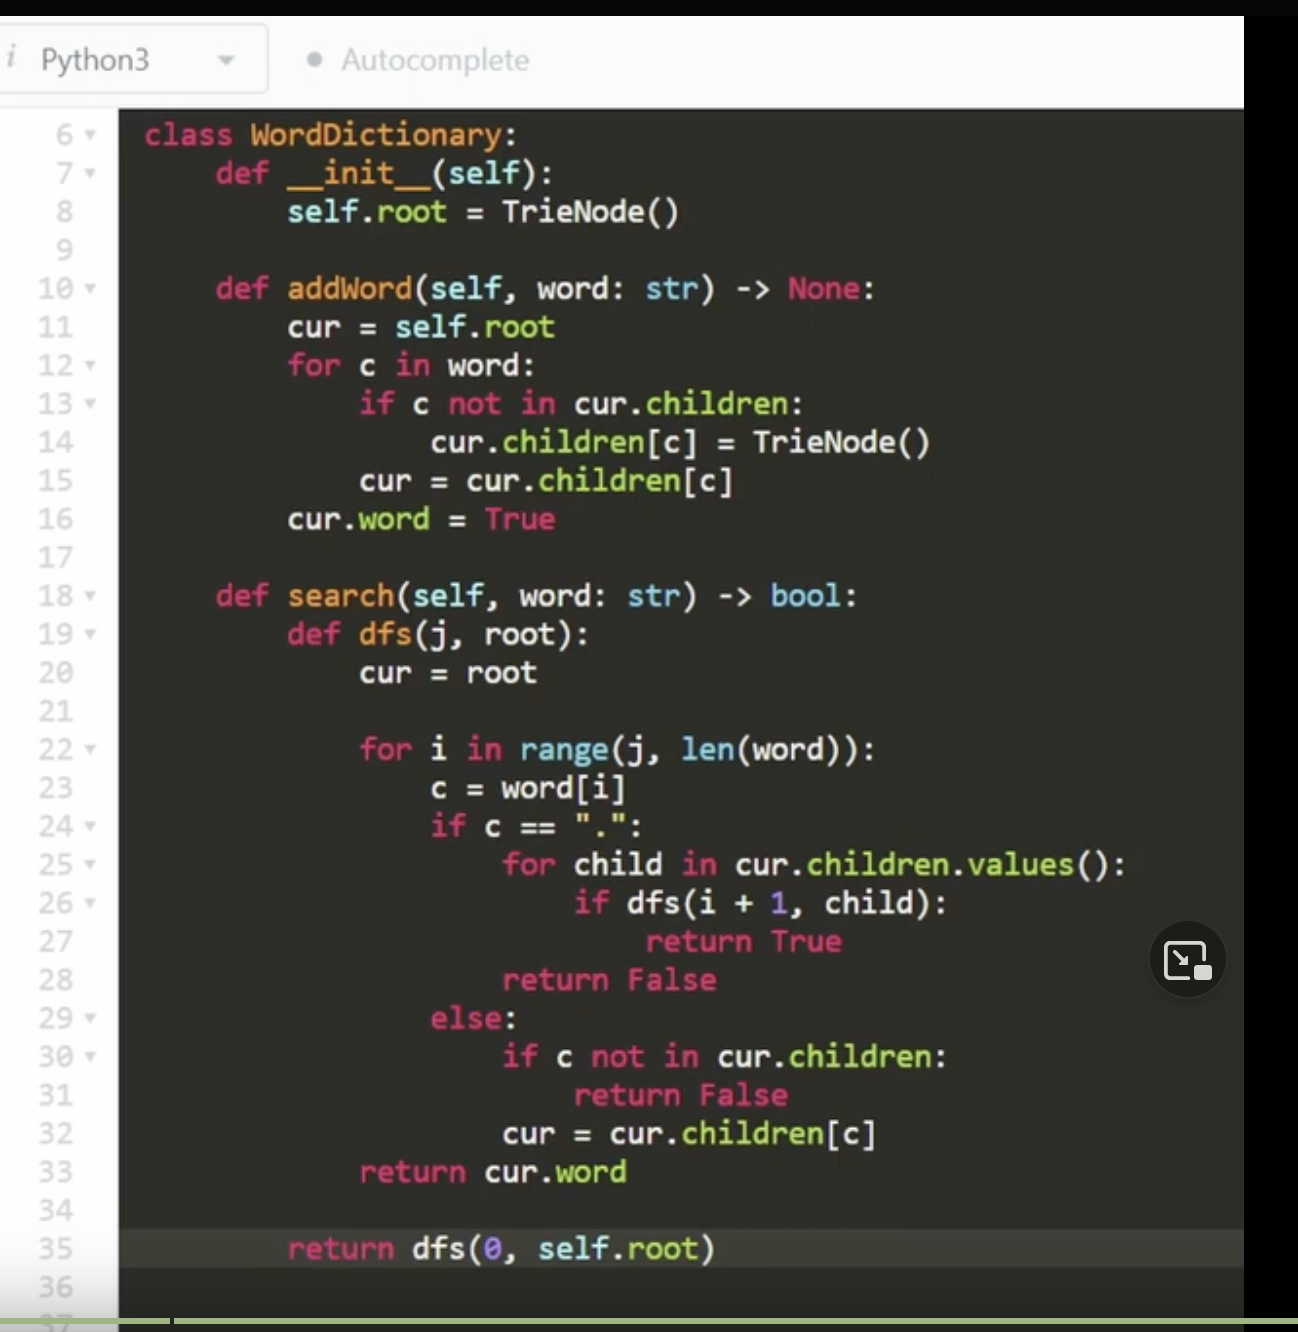 i Python3 Autocomplete
6 class WordDictionary:
7     def __init__(self):
8         self.root = TrieNode()
9
10     def addWord(self, word: str) -> None:
11         cur = self.root
12         for c in word:
13             if c not in cur.children:
14                 cur.children[c] = TrieNode()
15             cur = cur.children[c]
16         cur.word = True
17
18     def search(self, word: str) -> bool:
19         def dfs(j, root):
20             cur = root
21
22             for i in range(j, len(word)):
23                 c = word[i]
24                 if c == ".":
25                     for child in cur.children.values():
26                         if dfs(i + 1, child):
27                             return True
28                     return False
29                 else:
30                     if c not in cur.children:
31                         return False
32                     cur = cur.children[c]
33             return cur.word
34
35         return dfs(0, self.root)
36
37